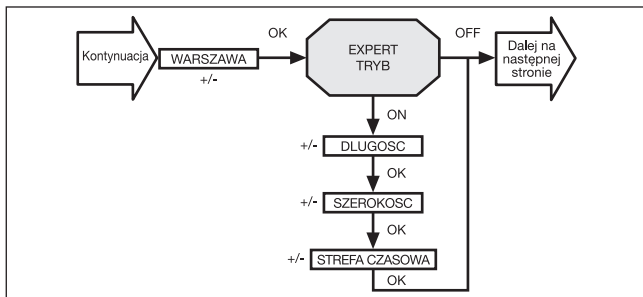 Kontynuacja
WARSZAWA
+/-
OK
EXPERT
TRYB
OFF
Dalej na
następnej
stronie
ON
+/-
DLUGOSC
OK
+/-
SZEROKOSC
OK
+/-
STREFA CZASOWA
OK